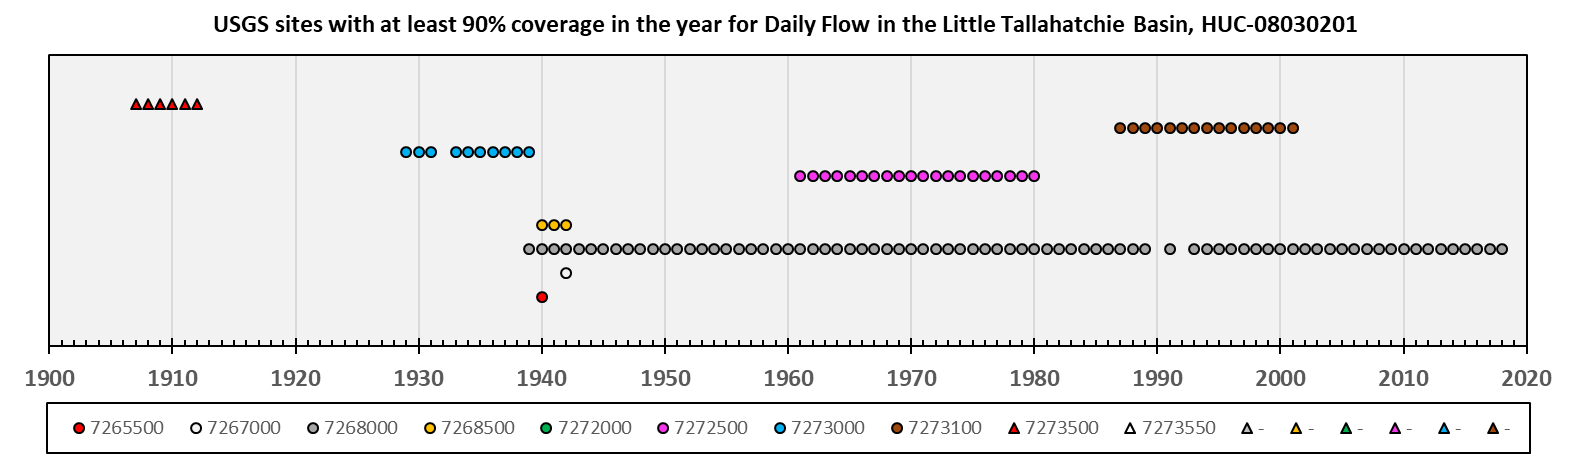 USGS sites with at least 90% coverage in the year for Daily Flow in the Little Tallahatchie Basin, HUC-08030201
1900 1910 1920 1930 1940 1950 1960 1970 1980 1990 2000 2010 2020
7265500 7267000 7268000 7268500 7272000 7272500 7273000 7273100 7273500 7273550 - - - - - -